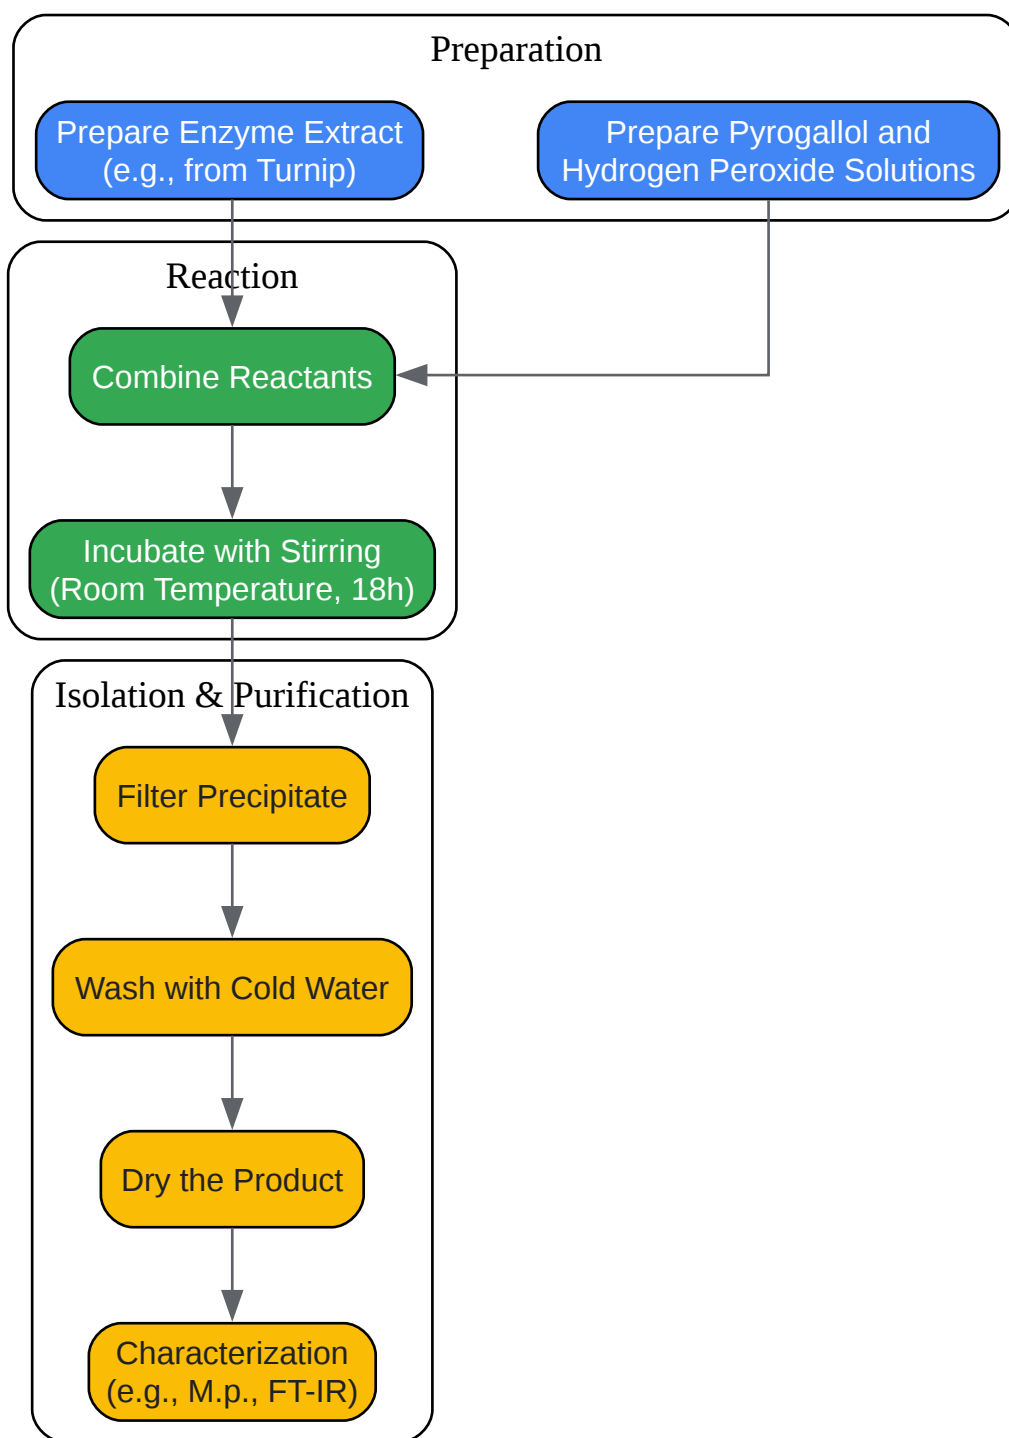 Preparation
Prepare Enzyme Extract
(e.g., from Turnip)
Prepare Pyrogallol and
Hydrogen Peroxide Solutions
Reaction
Combine Reactants
Incubate with Stirring
(Room Temperature, 18h)
Isolation & Purification
Filter Precipitate
Wash with Cold Water
Dry the Product
Characterization
(e.g., M.p., FT-IR)